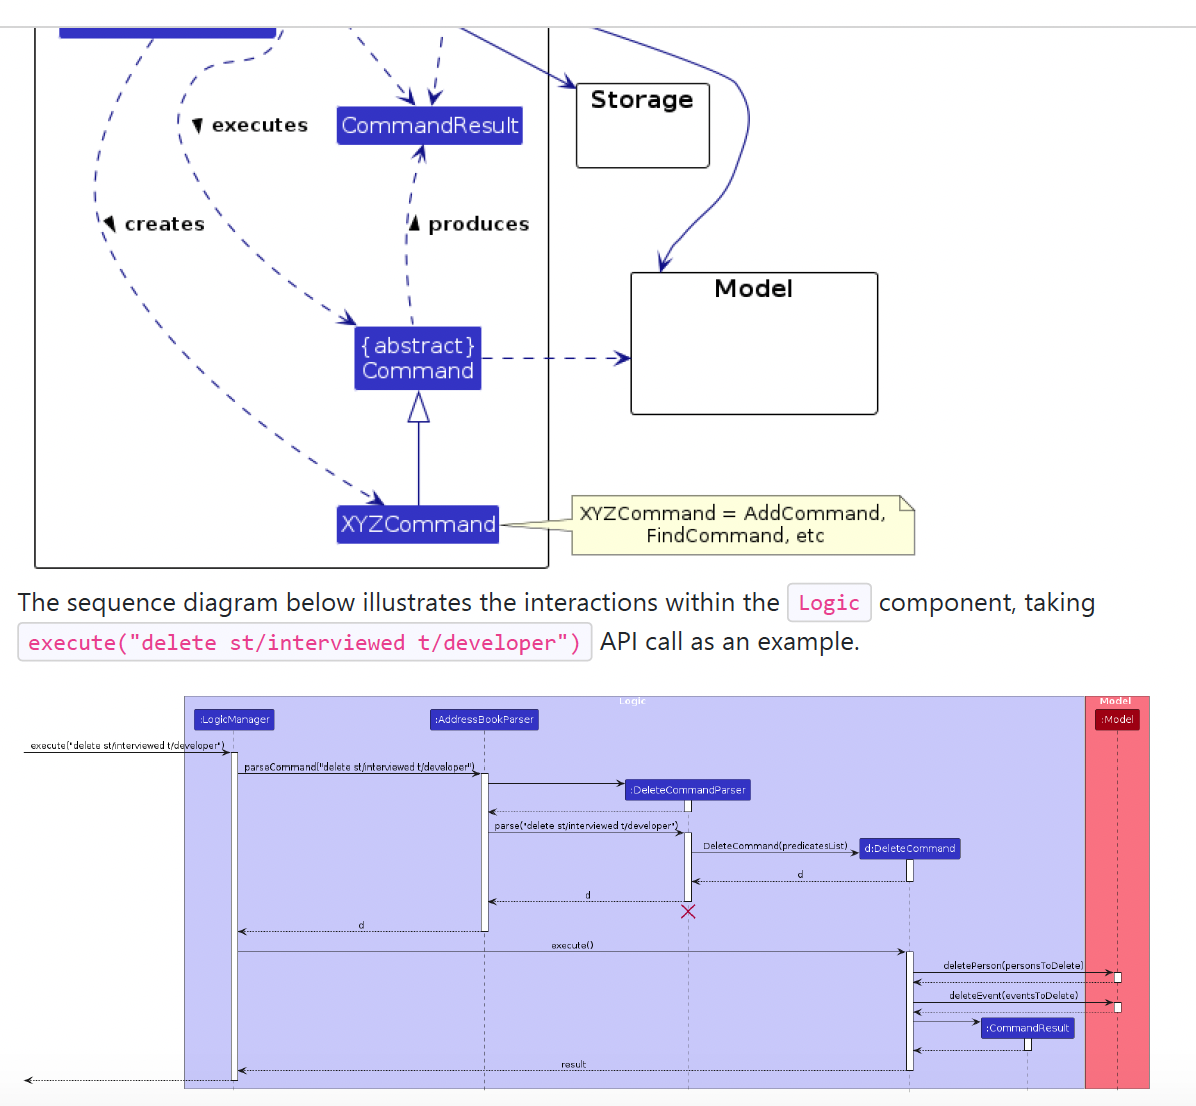 Storage
CommandResult
executes
creates
produces
Model
{abstract}
Command
XYZCommand
XYZCommand = AddCommand,
FindCommand, etc
The sequence diagram below illustrates the interactions within the Logic component, taking
execute("delete st/interviewed t/developer") API call as an example.
Logic
Model
:LogicManager
:AddressBookParser
:Model
execute("delete st/interviewed t/developer")
parseCommand("delete st/interviewed t/developer")
:DeleteCommandParser
parse("delete st/interviewed t/developer")
DeleteCommand(predicatesList)
d:DeleteCommand
d
d
d
execute()
deletePerson(personsToDelete)
deleteEvent(eventsToDelete)
:CommandResult
result